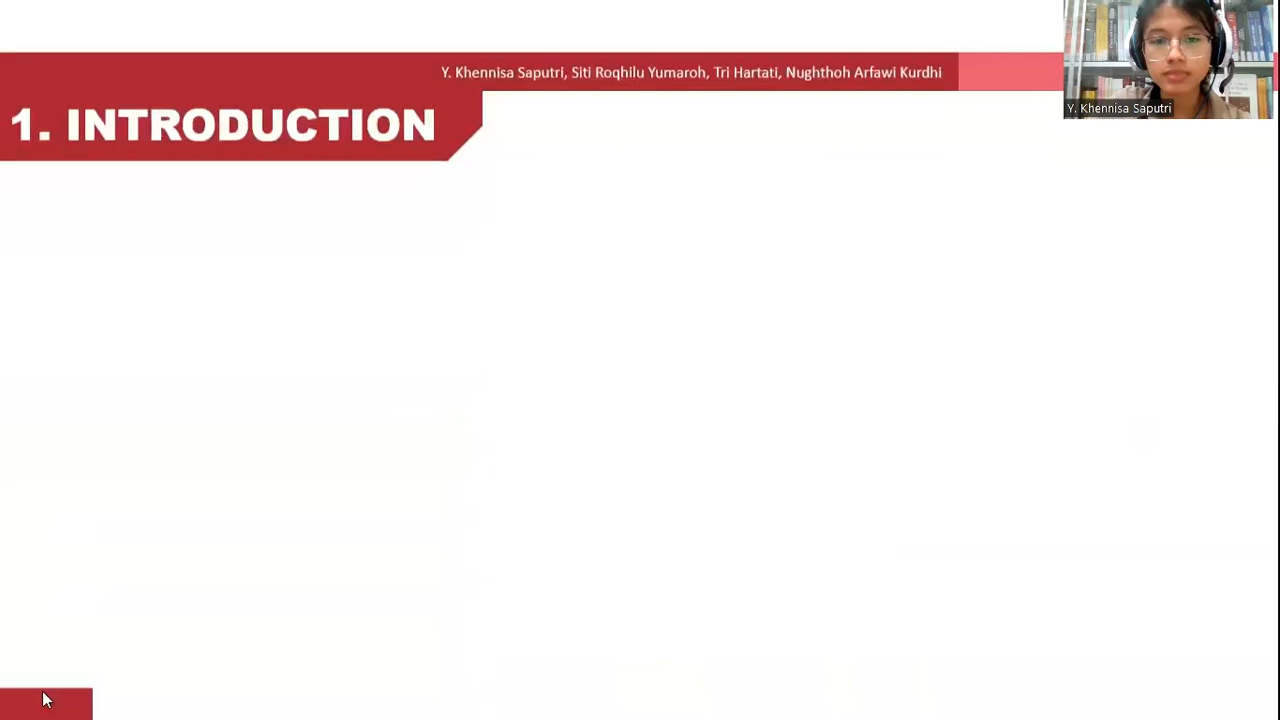 Y. Khennisa Saputri, Siti Roqhilu Yumaroh, Tri Hartati, Nughthoh Arfawi Kurdhi
1. INTRODUCTION
Y. Khennisa Saputri